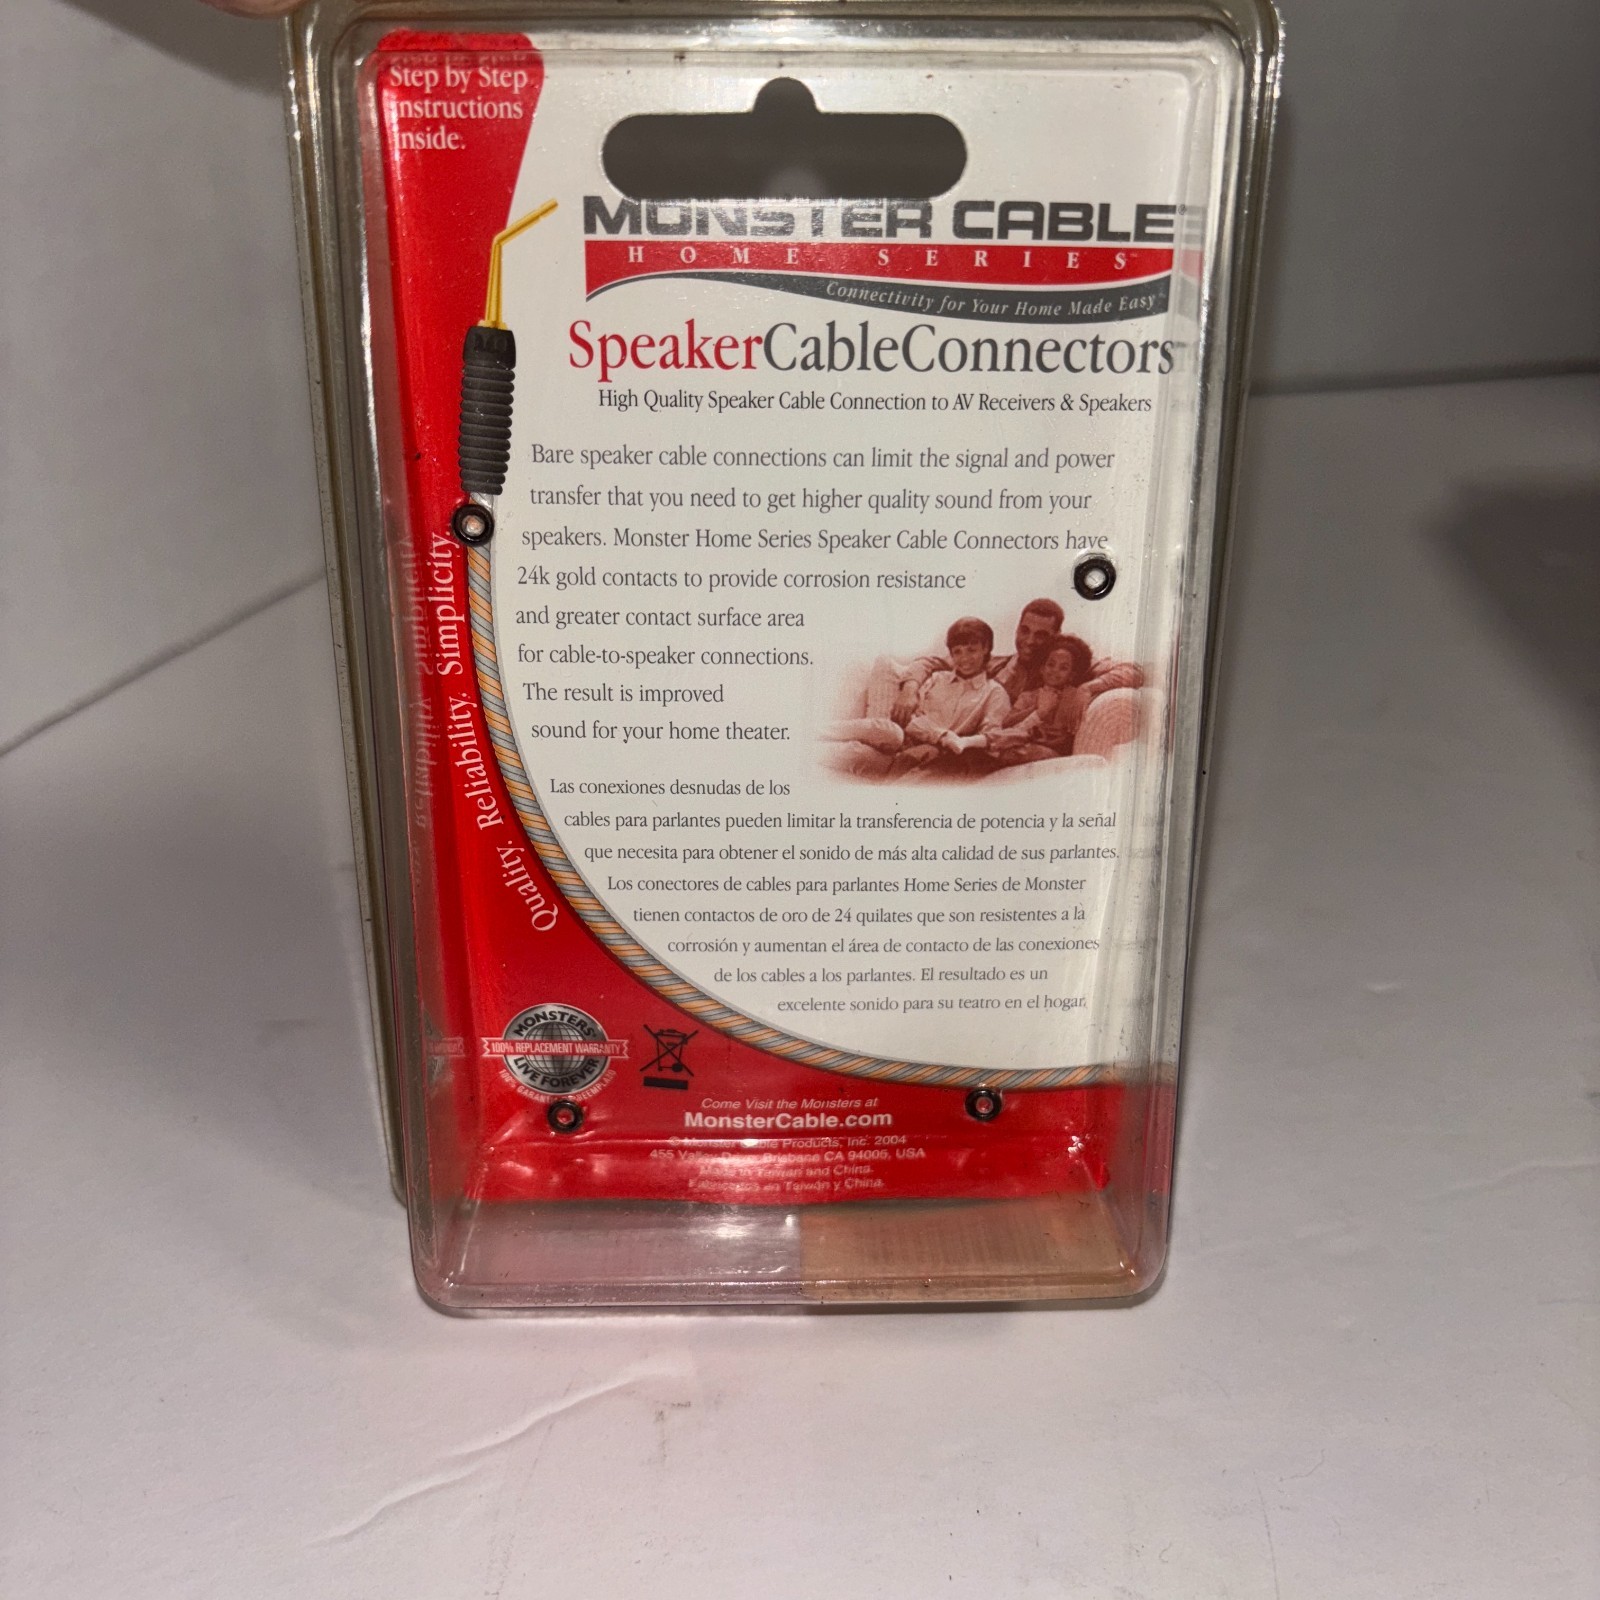 Step by Step
instructions
inside.
MONSTER CABLE®
HOME SERIES™
Connectivity for Your Home Made Easy™
SpeakerCableConnectors™
High Quality Speaker Cable Connection to AV Receivers & Speakers
Bare speaker cable connections can limit the signal and power
transfer that you need to get higher quality sound from your
speakers. Monster Home Series Speaker Cable Connectors have
24k gold contacts to provide corrosion resistance
and greater contact surface area
for cable-to-speaker connections.
The result is improved
sound for your home theater.
Las conexiones desnudas de los
cables para parlantes pueden limitar la transferencia de potencia y la señal
que necesita para obtener el sonido de más alta calidad de sus parlantes.
Los conectores de cables para parlantes Home Series de Monster
tienen contactos de oro de 24 quilates que son resistentes a la
corrosión y aumentan el área de contacto de las conexiones
de los cables a los parlantes. El resultado es un
excelente sonido para su teatro en el hogar.
Quality. Reliability. Simplicity.
MONSTERS®
100% REPLACEMENT WARRANTY
LIVE FOREVER
Come Visit the Monsters at
MonsterCable.com
© Monster Cable Products, Inc. 2004
455 Valley Drive, Brisbane CA 94005, USA
Made in Taiwan and China.
Fabricados en Taiwán y China.